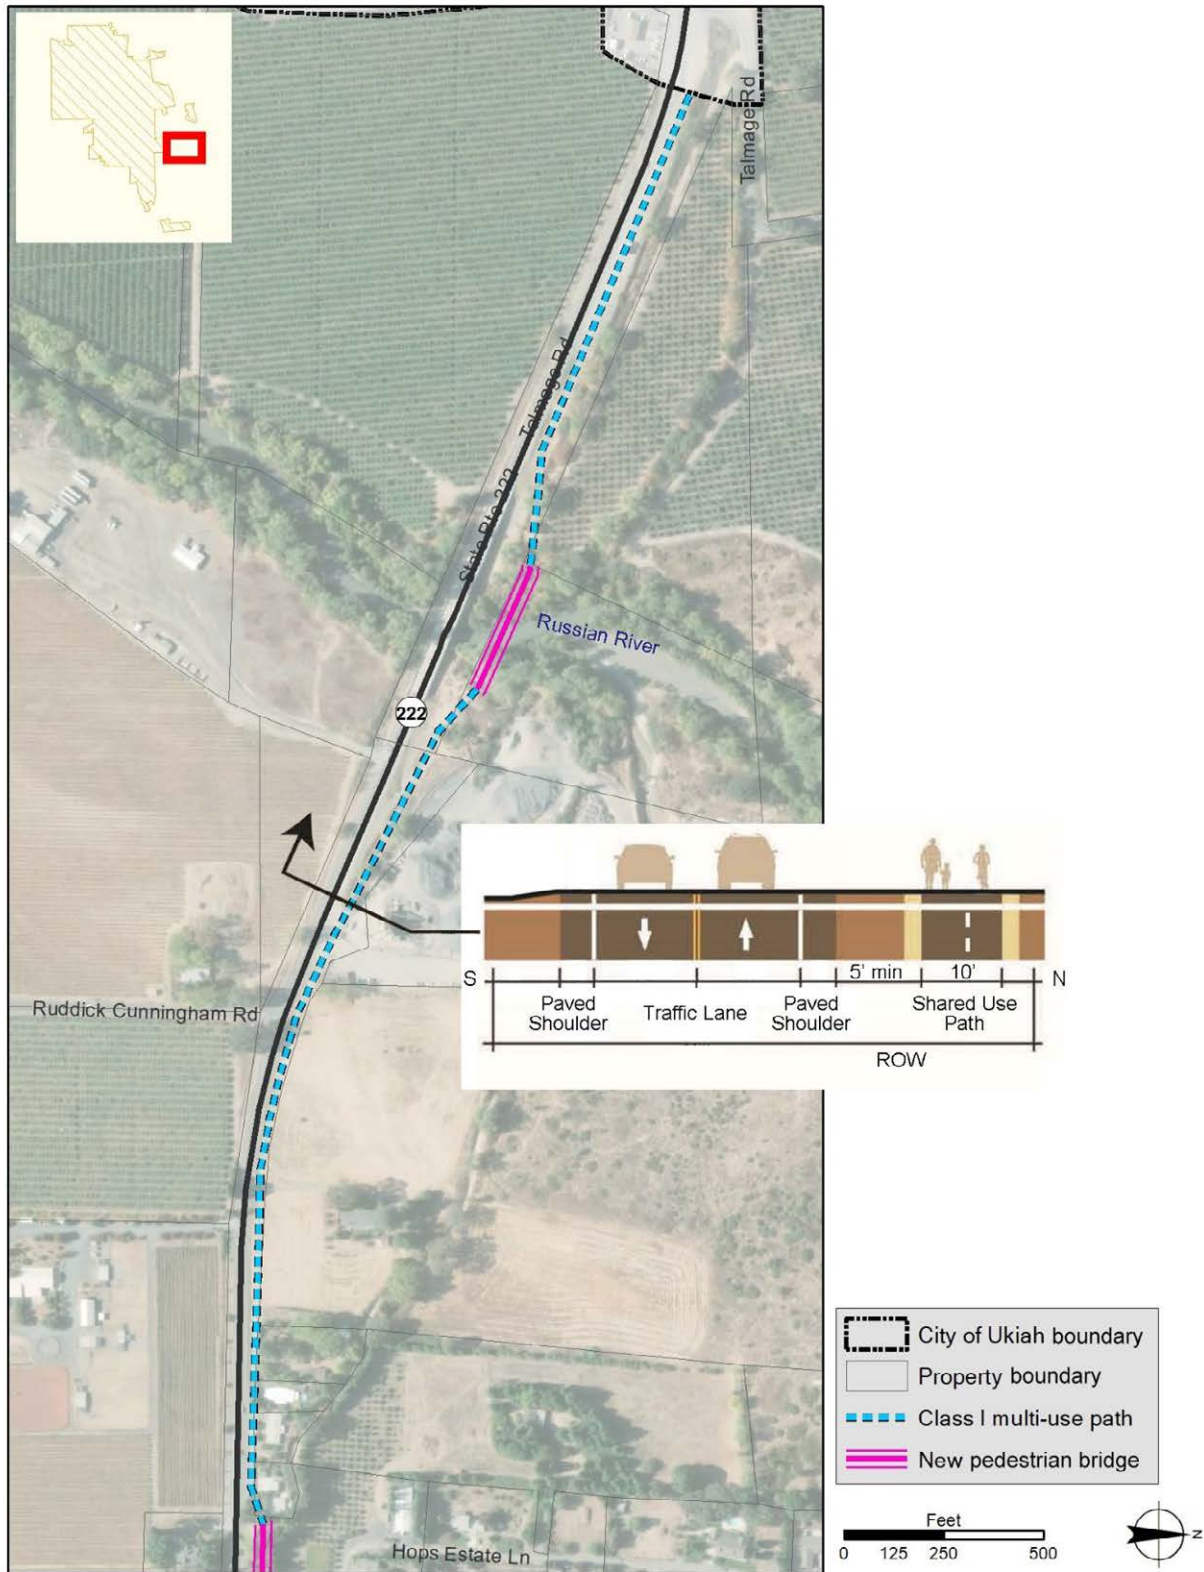 Talmage Rd
Talmage Rd
State Rte 222
Russian River
222
5' min
10'
S
N
Paved
Shoulder
Traffic Lane
Paved
Shoulder
Shared Use
Path
ROW
Ruddick Cunningham Rd
City of Ukiah boundary
Property boundary
Class I multi-use path
New pedestrian bridge
Feet
0 125 250 500
N
Hops Estate Ln